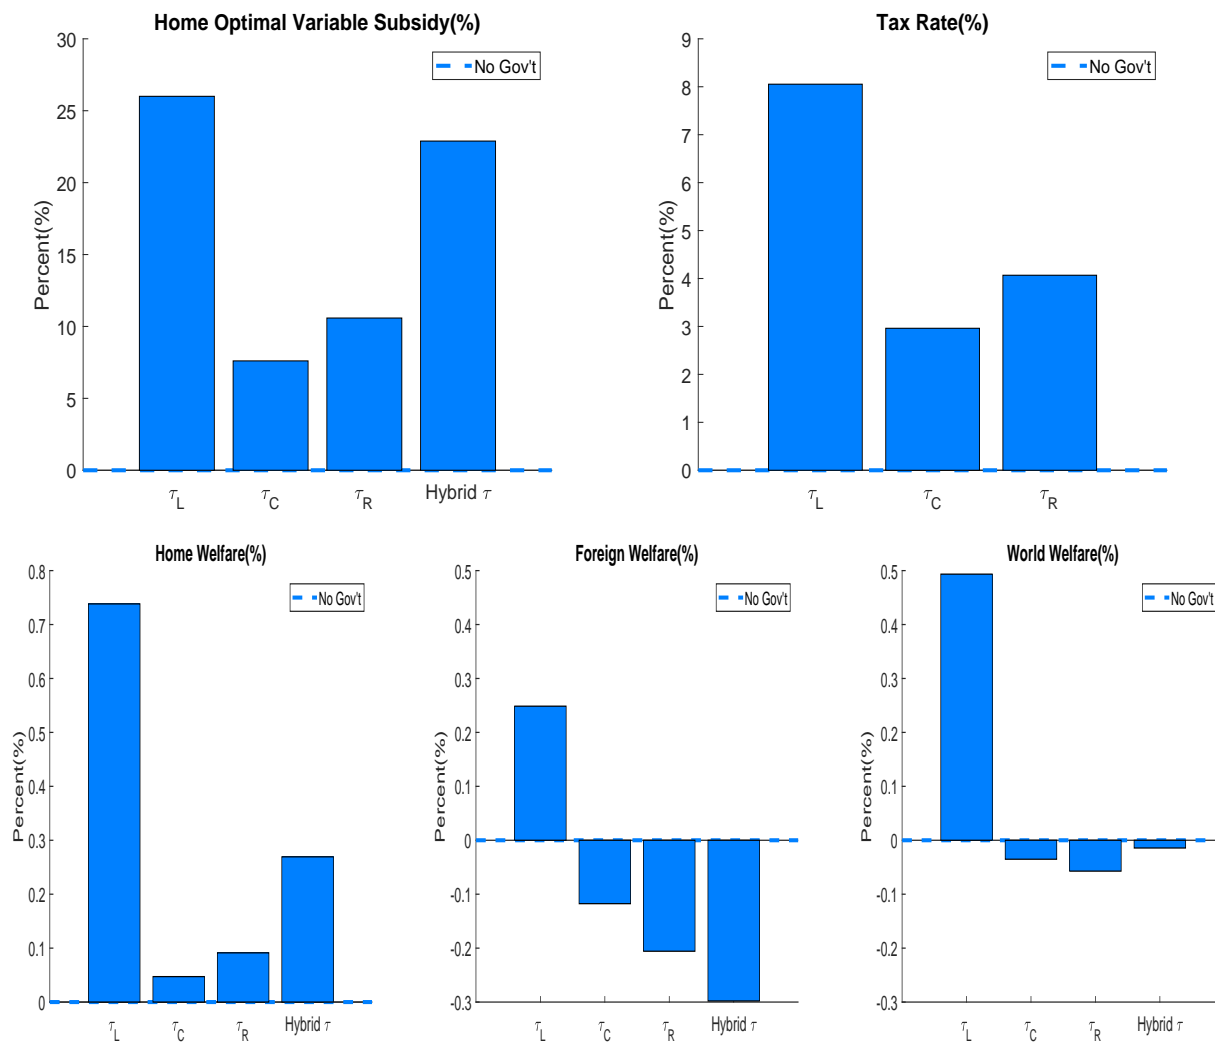 Home Optimal Variable Subsidy(%)
30
25
20
15
10
5
0
Percent(%)
No Gov't
τL
τC
τR
Hybrid τ
Tax Rate(%)
9
8
7
6
5
4
3
2
1
0
Percent(%)
No Gov't
τL
τC
τR
Home Welfare(%)
0.8
0.7
0.6
0.5
0.4
0.3
0.2
0.1
0
Percent(%)
No Gov't
τL
τC
τR
Hybrid τ
Foreign Welfare(%)
0.5
0.4
0.3
0.2
0.1
0
-0.1
-0.2
-0.3
Percent(%)
No Gov't
τL
τC
τR
Hybrid τ
World Welfare(%)
0.5
0.4
0.3
0.2
0.1
0
-0.1
-0.2
-0.3
Percent(%)
No Gov't
τL
τC
τR
Hybrid τ